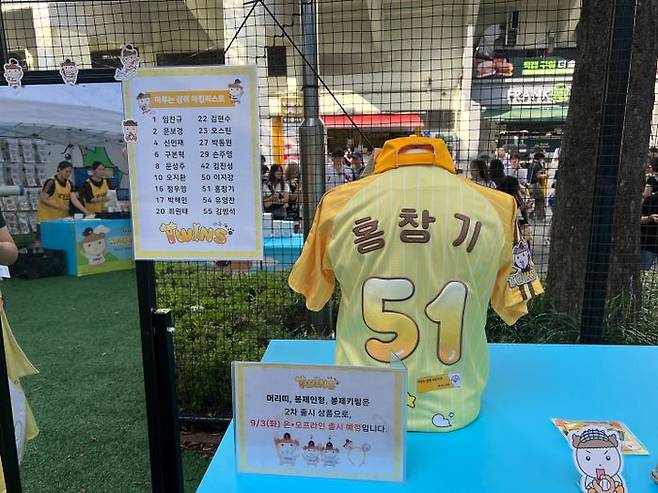 마루는 강쥐 마킹리스트
1 임찬규 22 김현수
2 문보경 23 오스틴
4 신민재 27 박동원
6 구본혁 29 손주영
8 문성주 42 김진성
10 오지환 50 이지강
16 정우영 51 홍창기
17 박해민 54 유영찬
20 최원태 55 김범석
TWINS
홍창기
51
TWINS
머리띠, 봉제인형, 봉제키링은
2차 출시 상품으로,
9/3(화) 온•오프라인 출시 예정입니다.